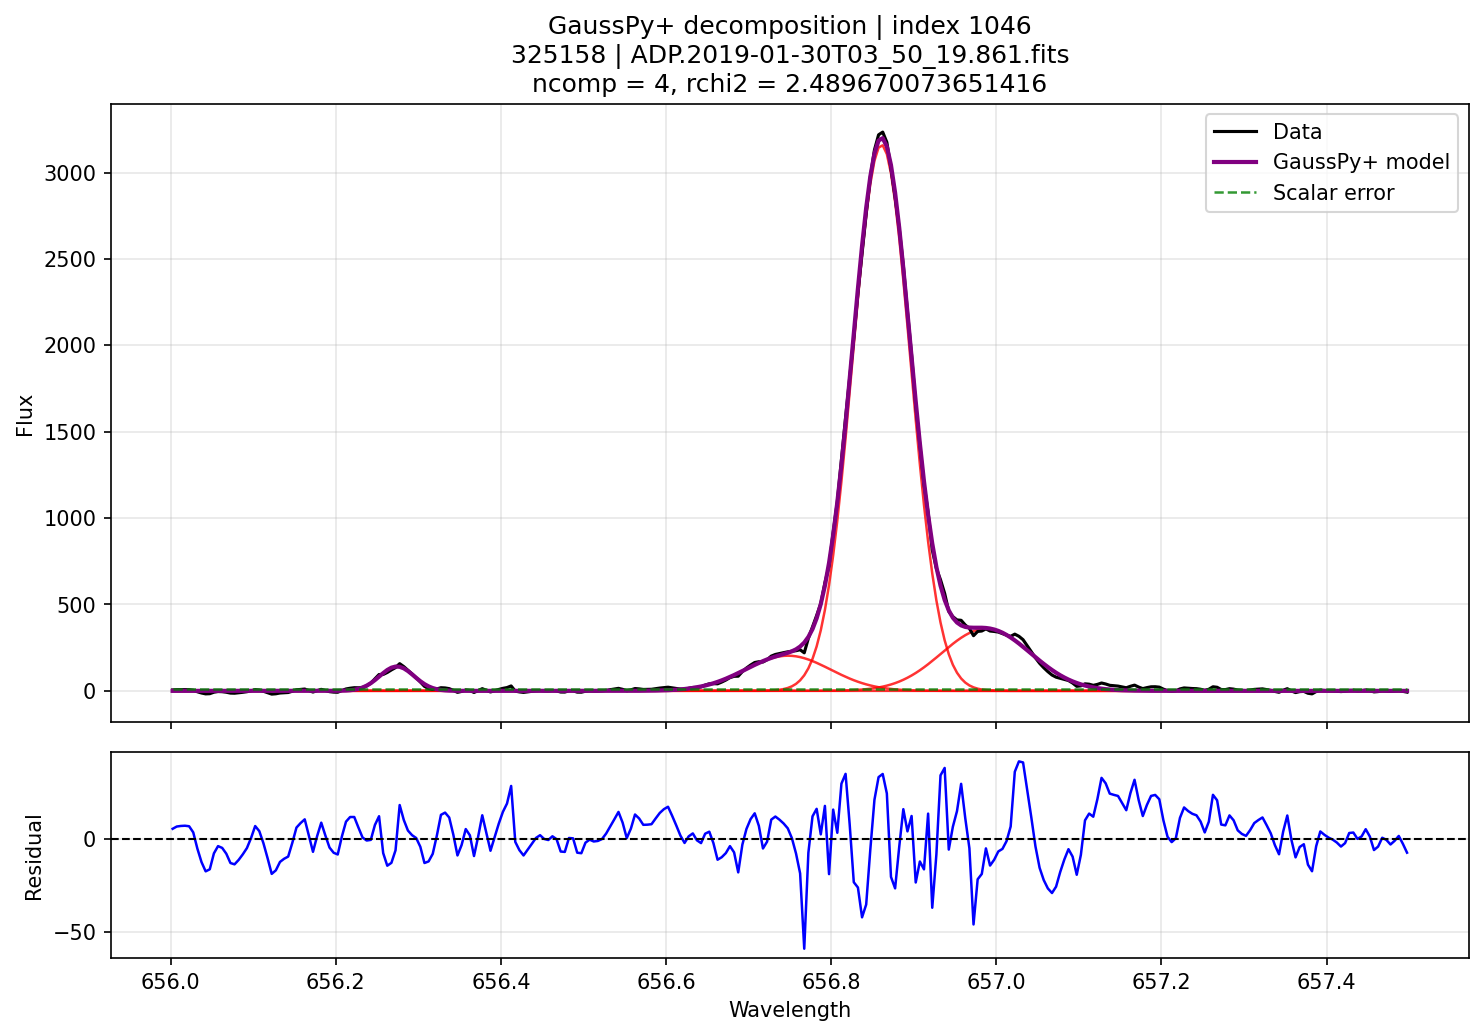 GaussPy+ decomposition | index 1046
325158 | ADP.2019-01-30T03_50_19.861.fits
ncomp = 4, rchi2 = 2.489670073651416
Data
GaussPy+ model
Scalar error
3000
2500
2000
1500
1000
500
0
Flux
0
−50
Residual
656.0
656.2
656.4
656.6
656.8
657.0
657.2
657.4
Wavelength